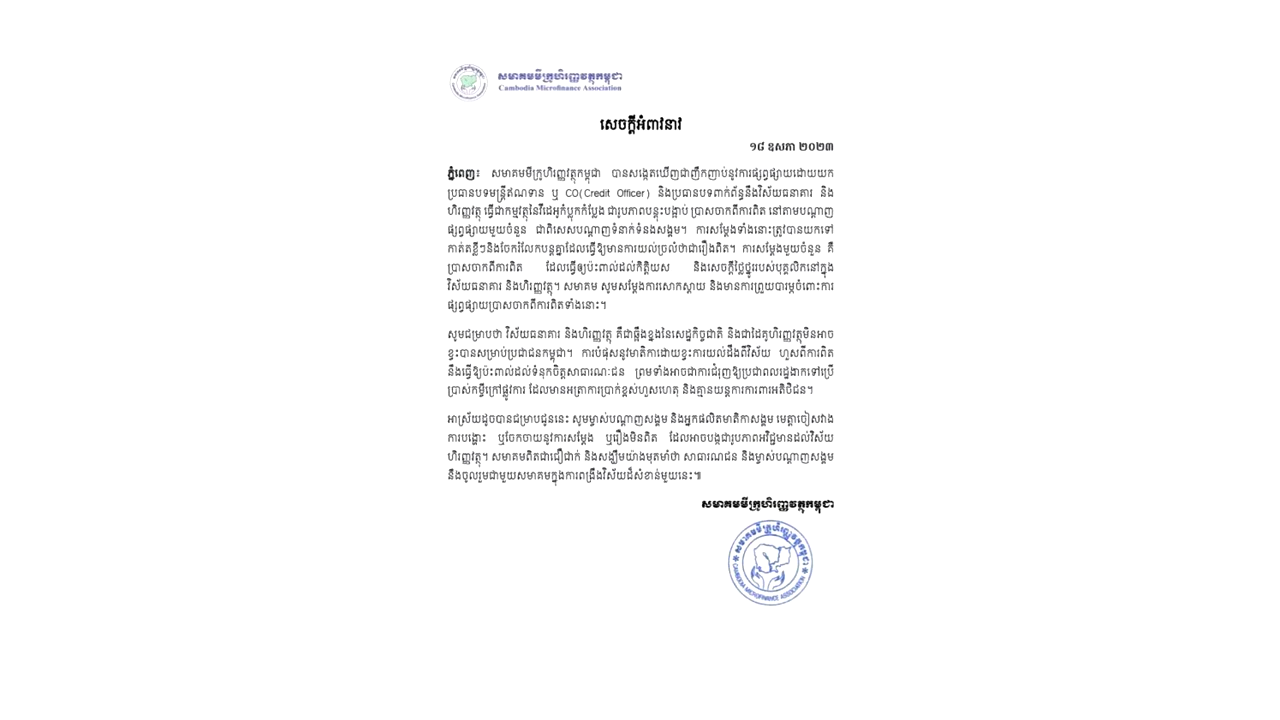 សមាគមមីក្រូហិរញ្ញវត្ថុកម្ពុជា
Cambodia Microfinance Association
សេចក្តីអំពាវនាវ
១៨ ឧសភា ២០២៣
ភ្នំពេញ៖ សមាគមមីក្រូហិរញ្ញវត្ថុកម្ពុជា បានសង្កេតឃើញជាញឹកញាប់នូវការផ្សព្វផ្សាយដោយយក
ប្រធានបទមន្ត្រីឥណទាន ឬ CO(Credit Officer) និងប្រធានបទពាក់ព័ន្ធនឹងវិស័យធនាគារ និង
ហិរញ្ញវត្ថុ ធ្វើជាកម្មវត្ថុនៃវីដេអូកំប្លុកកំប្លែង ជារូបភាពបន្តុះបង្អាប់ ប្រាសចាកពីការពិត នៅតាមបណ្តាញ
ផ្សព្វផ្សាយមួយចំនួន ជាពិសេសបណ្តាញទំនាក់ទំនងសង្គម។ ការសម្តែងទាំងនោះត្រូវបានយកទៅ
កាត់តខ្លីៗនិងចែករំលែកបន្តគ្នាដែលធ្វើឱ្យមានការយល់ច្រលំថាជារឿងពិត។ ការសម្តែងមួយចំនួន គឺ
ប្រាសចាកពីការពិត ដែលធ្វើឲ្យប៉ះពាល់ដល់កិត្តិយស និងសេចក្តីថ្លៃថ្នូររបស់បុគ្គលិកនៅក្នុង
វិស័យធនាគារ និងហិរញ្ញវត្ថុ។ សមាគម សូមសម្តែងការសោកស្តាយ និងមានការព្រួយបារម្ភចំពោះការ
ផ្សព្វផ្សាយប្រាសចាកពីការពិតទាំងនោះ។
សូមជម្រាបថា វិស័យធនាគារ និងហិរញ្ញវត្ថុ គឺជាឆ្អឹងខ្នងនៃសេដ្ឋកិច្ចជាតិ និងជាដៃគូហិរញ្ញវត្ថុមិនអាច
ខ្វះបានសម្រាប់ប្រជាជនកម្ពុជា។ ការបំផុសនូវមាតិកាដោយខ្វះការយល់ដឹងពីវិស័យ ហួសពីការពិត
នឹងធ្វើឱ្យប៉ះពាល់ដល់ទំនុកចិត្តសាធារណៈជន ព្រមទាំងអាចជាការជំរុញឱ្យប្រជាពលរដ្ឋងាកទៅប្រើ
ប្រាស់កម្ចីក្រៅផ្លូវការ ដែលមានអត្រាការប្រាក់ខ្ពស់ហួសហេតុ និងគ្មានយន្តការការពារអតិថិជន។
អាស្រ័យដូចបានជម្រាបជូននេះ សូមម្ចាស់បណ្តាញសង្គម និងអ្នកផលិតមាតិកាសង្គម មេត្តាចៀសវាង
ការបង្ហោះ ឬចែកចាយនូវការសម្តែង ឬរឿងមិនពិត ដែលអាចបង្កជារូបភាពអវិជ្ជមានដល់វិស័យ
ហិរញ្ញវត្ថុ។ សមាគមពិតជាជឿជាក់ និងសង្ឃឹមយ៉ាងមុតមាំថា សាធារណជន និងម្ចាស់បណ្តាញសង្គម
នឹងចូលរួមជាមួយសមាគមក្នុងការពង្រឹងវិស័យដ៏សំខាន់មួយនេះ៕
សមាគមមីក្រូហិរញ្ញវត្ថុកម្ពុជា
សមាគមមីក្រូហិរញ្ញវត្ថុកម្ពុជា
CAMBODIA MICROFINANCE ASSOCIATION